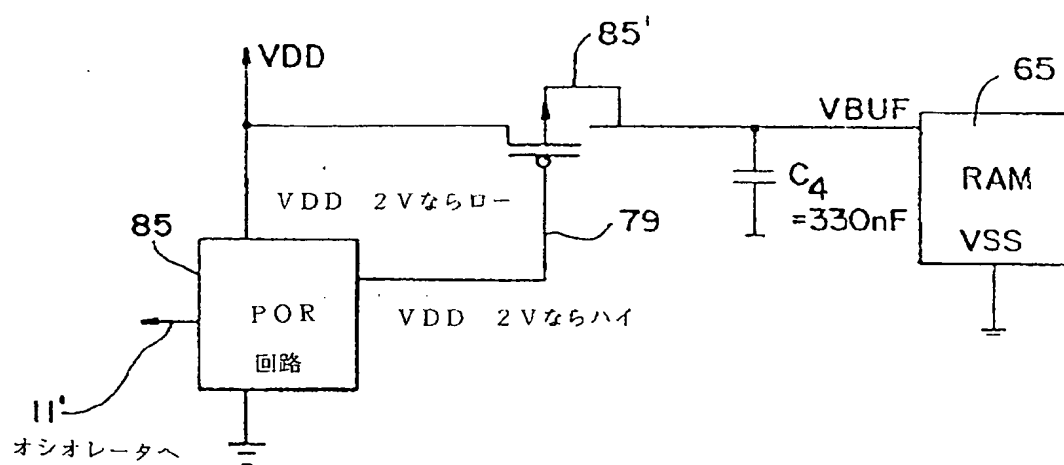 85'
VDD
VBUF
65
C4
=330nF
RAM
VSS
VDD 2Vならロー
79
85
POR
回路
VDD 2Vならハイ
11'
オシオレータへ